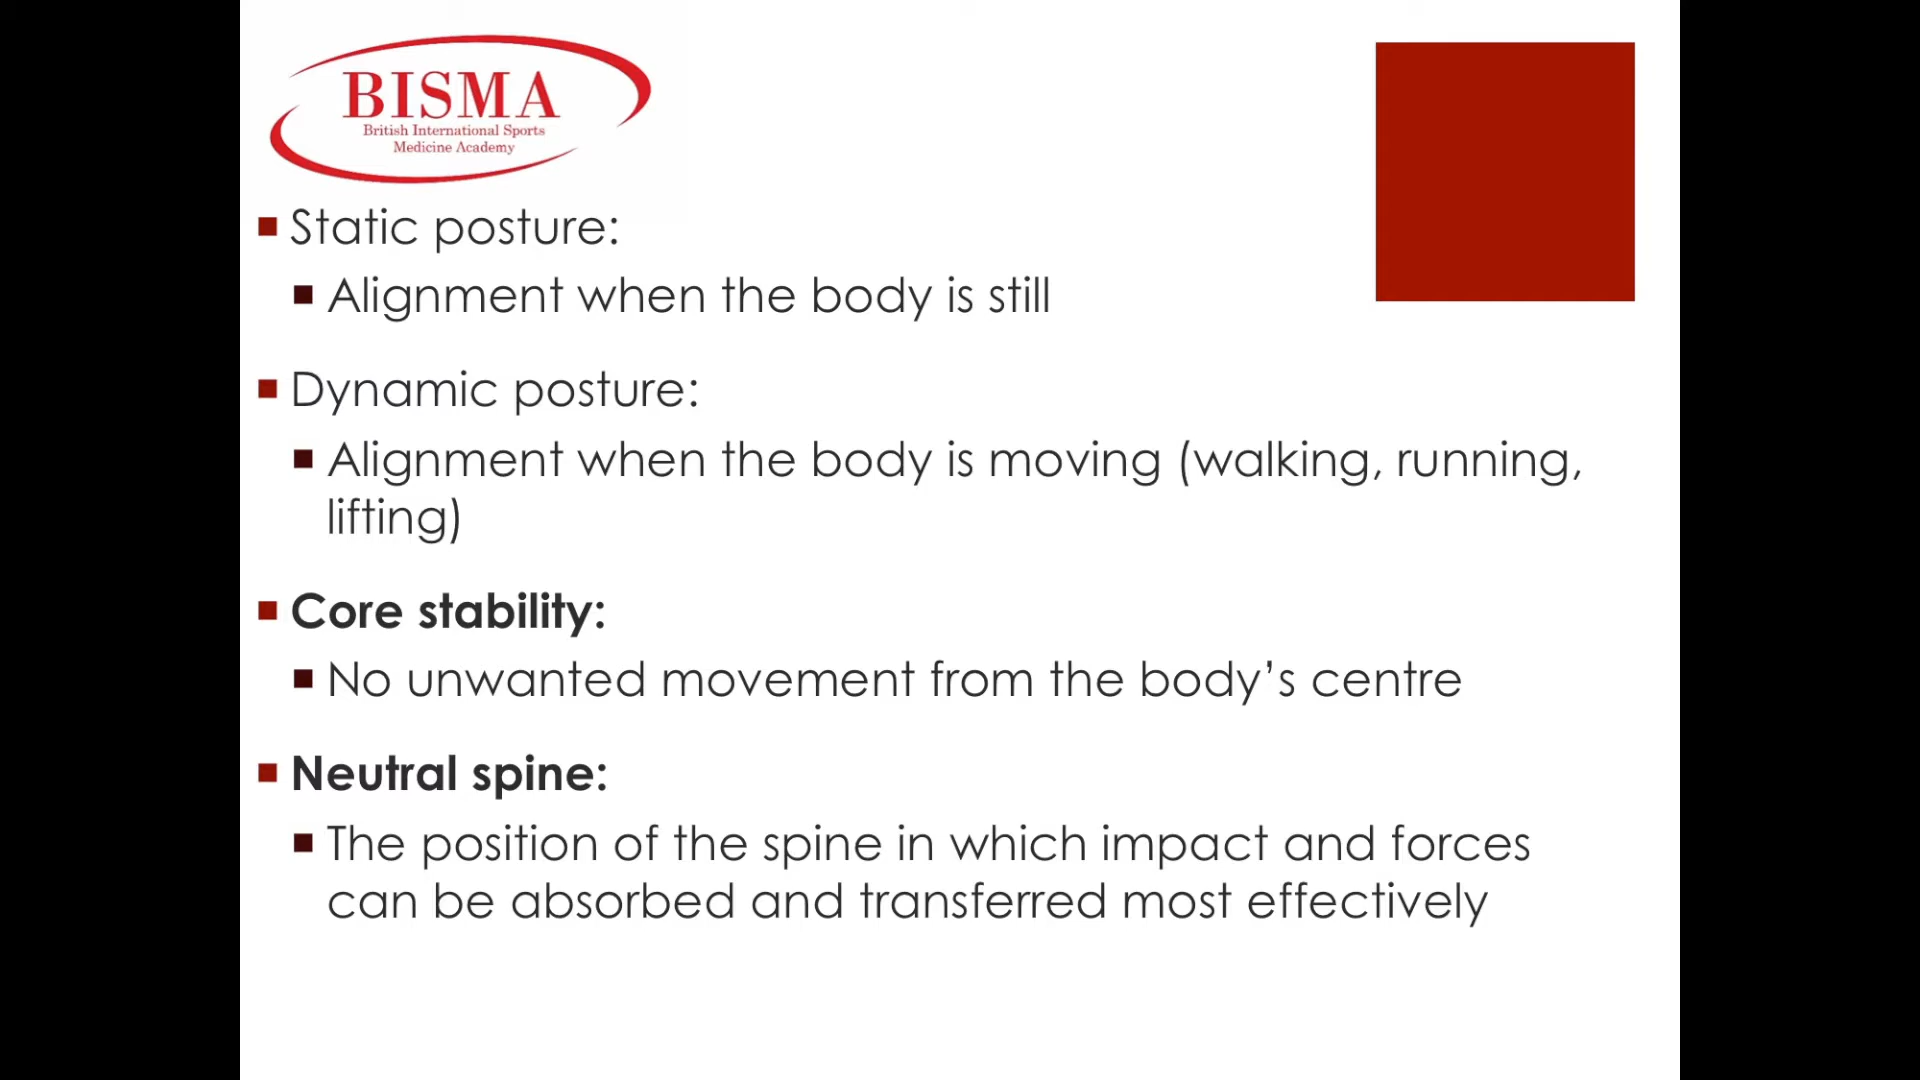 BISMA
British International Sports
Medicine Academy
Static posture:
Alignment when the body is still
Dynamic posture:
Alignment when the body is moving (walking, running,
lifting)
Core stability:
No unwanted movement from the body’s centre
Neutral spine:
The position of the spine in which impact and forces
can be absorbed and transferred most effectively